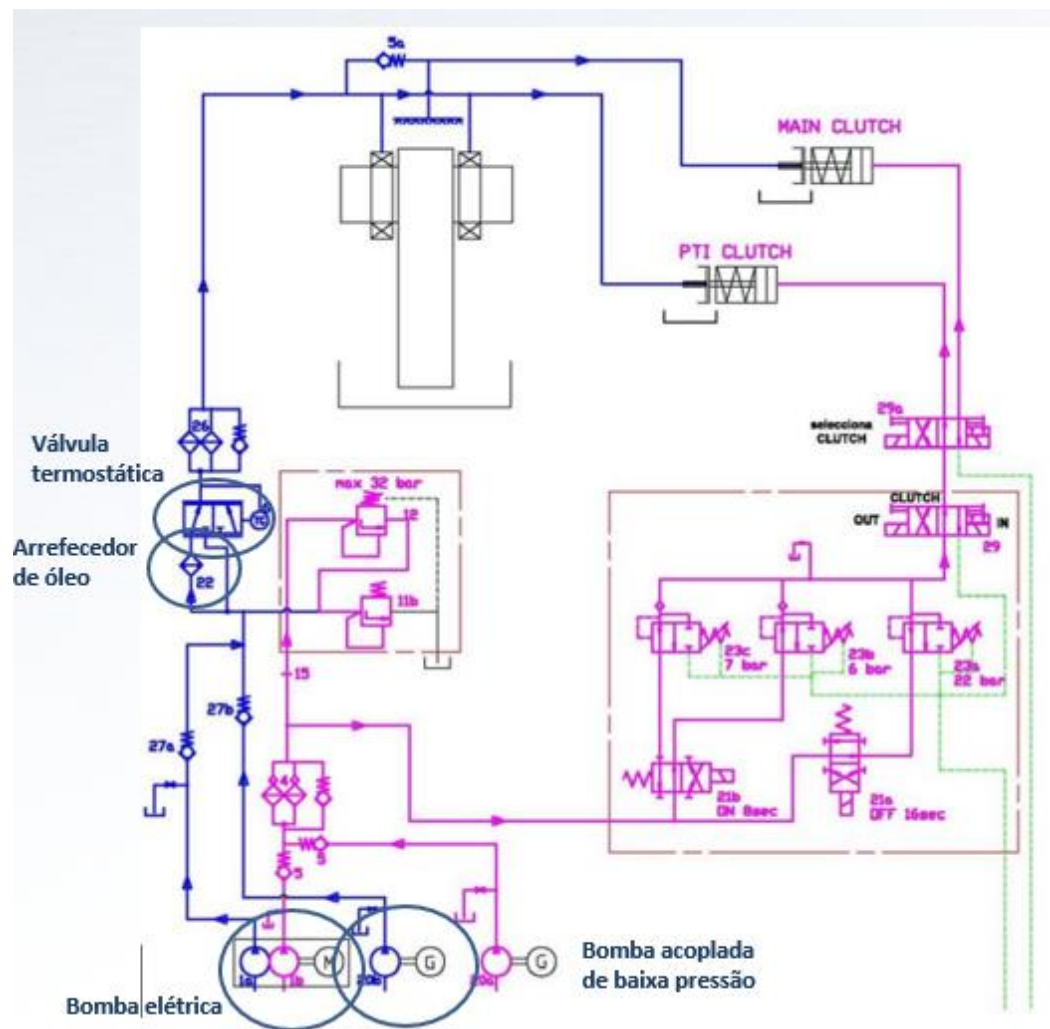 5a
MAIN CLUTCH
PTI CLUTCH
29a
selecciona
CLUTCH
26
Válvula
termostática
max 32 bar
12
CLUTCH
OUT
IN
29
Arrefecedor
de óleo
22
11b
23c
7 bar
23b
6 bar
23a
22 bar
15
27b
27a
4
21b
ON 8sec
21a
OFF 16sec
5
5
M
G
G
1a
1b
20b
20a
Bomba acoplada
de baixa pressão
Bomba elétrica